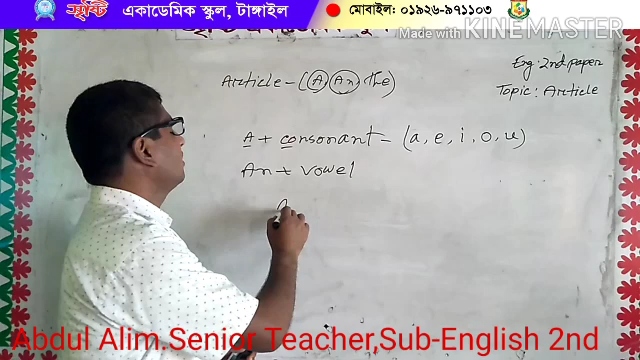 সৃষ্টি একাডেমিক স্কুল, টাঙ্গাইল মোবাইল: ০১৯২৬-৯৭১১০৩
Made with KINEMASTER
Eng: 2nd paper
Topic: Article
Article - (A, An, The)
A + consonant - (a, e, i, o, u)
An + vowel
Abdul Alim.Senior Teacher,Sub-English 2nd